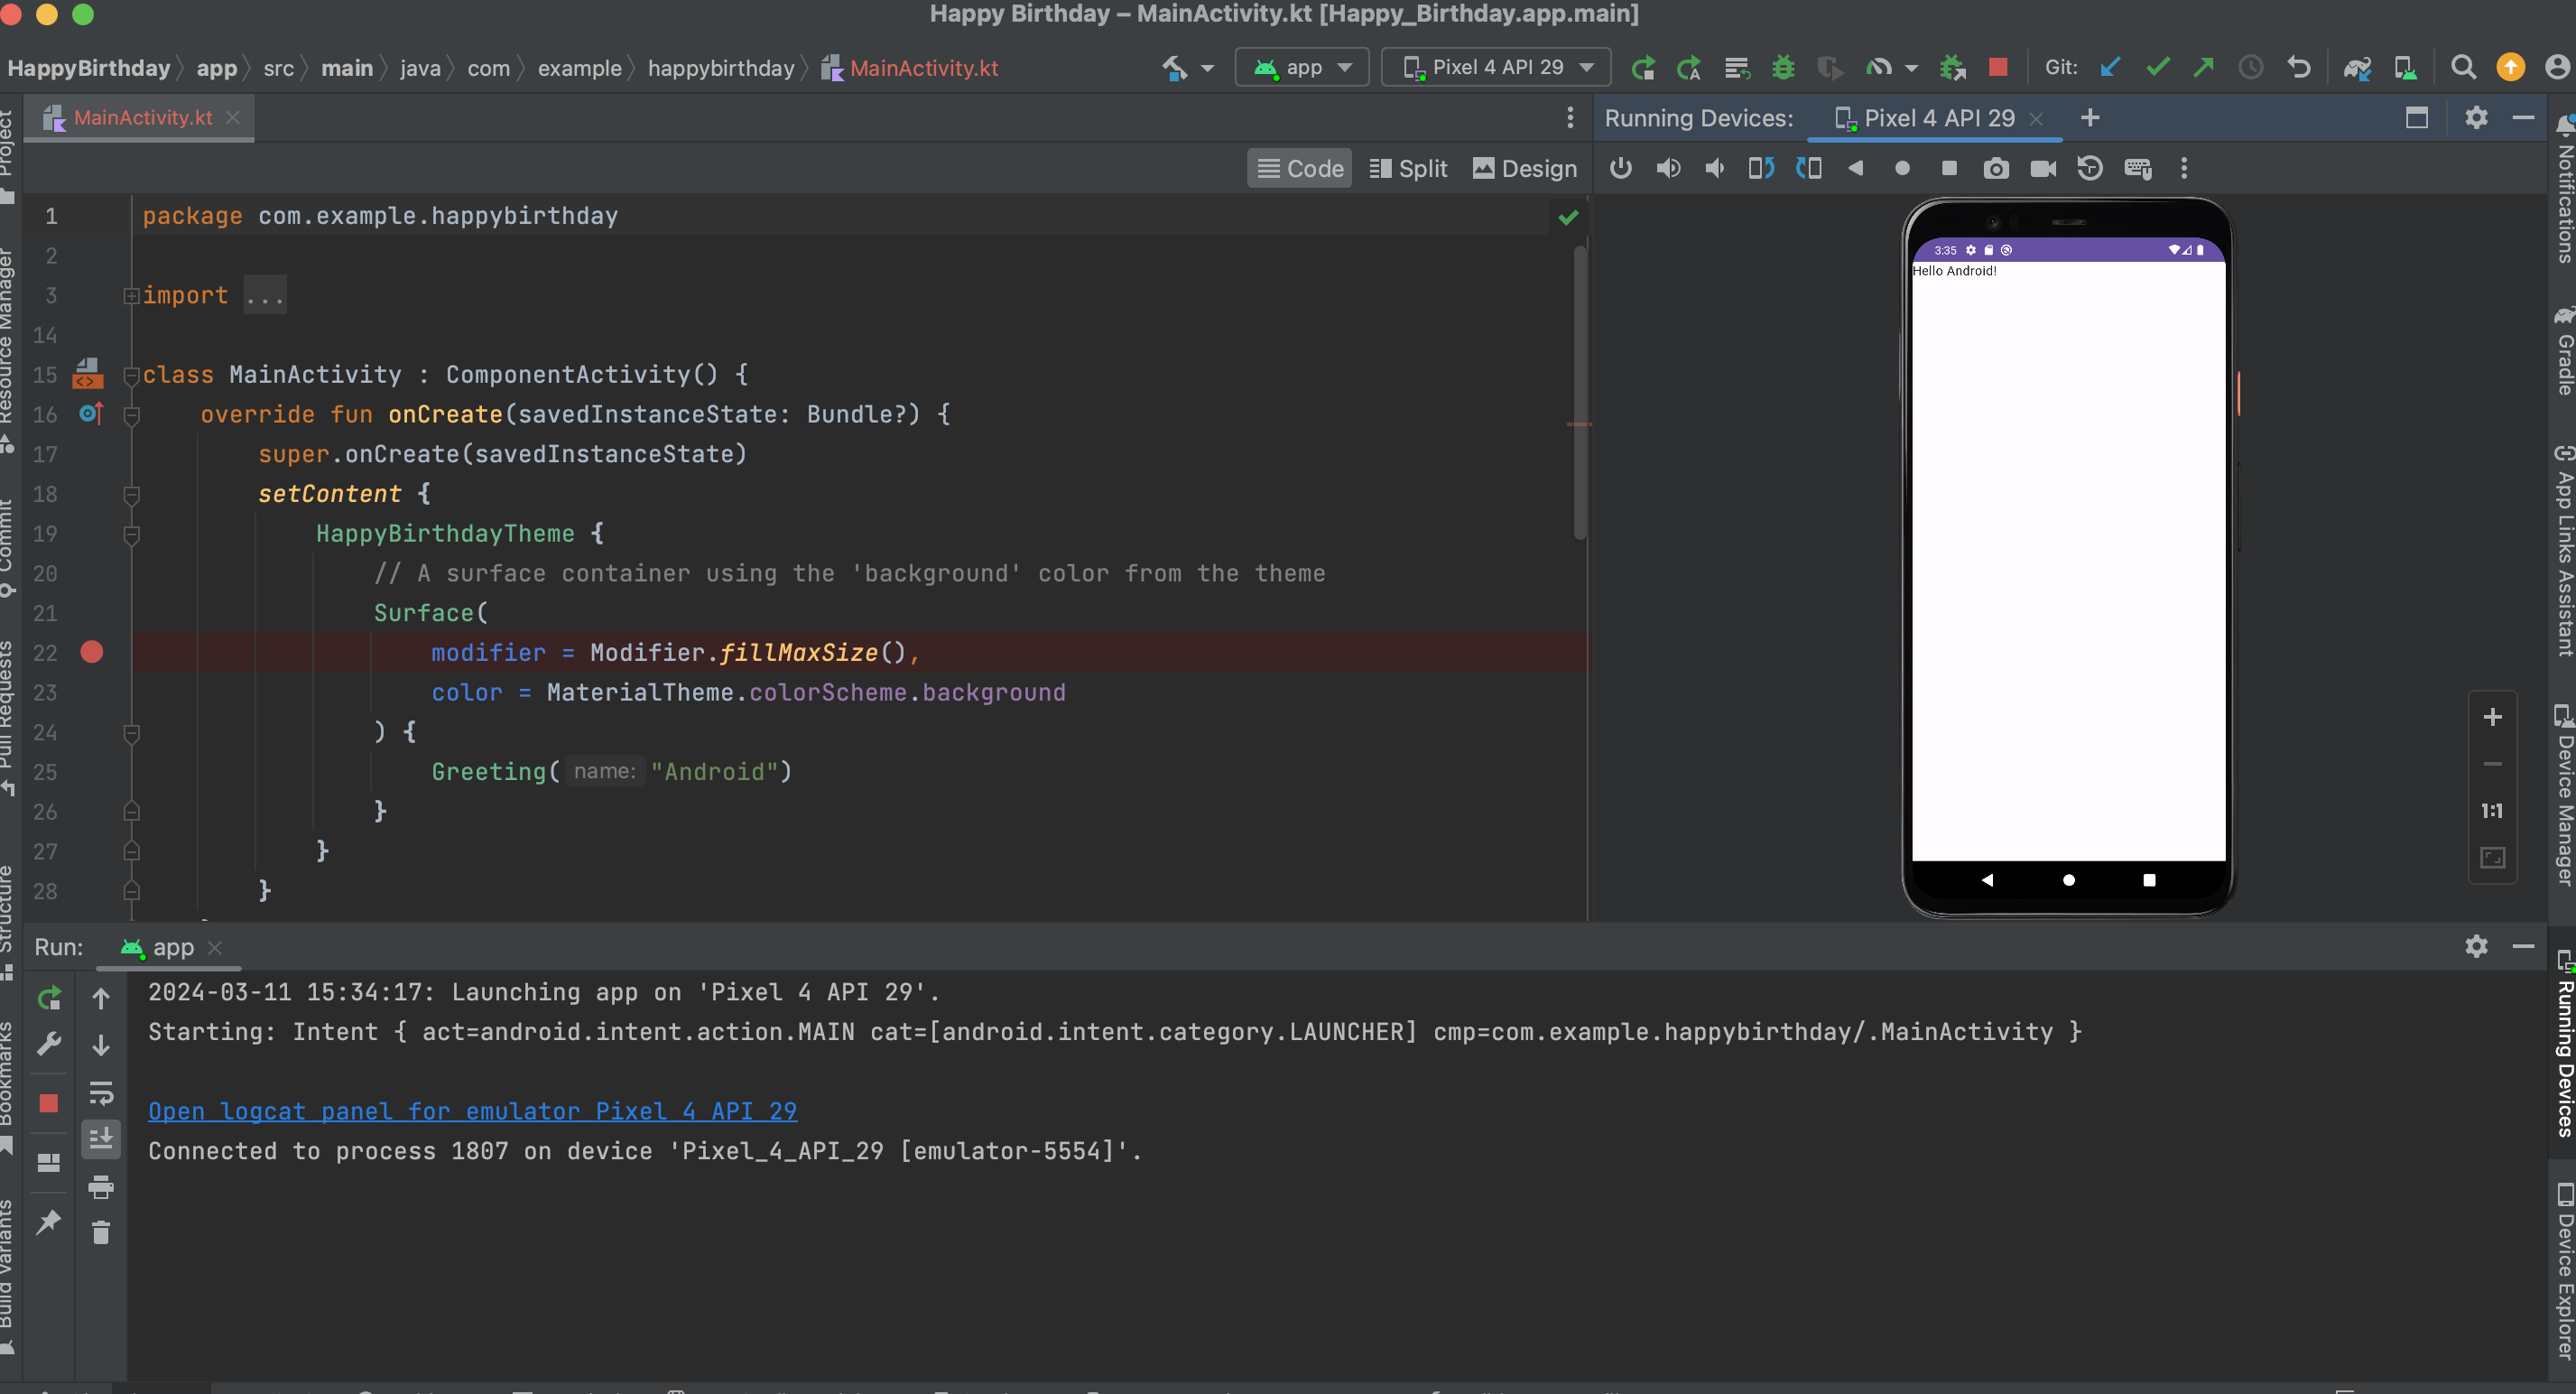 Happy Birthday – MainActivity.kt [Happy_Birthday.app.main]
HappyBirthday app src main java com example happybirthday MainActivity.kt
app
Pixel 4 API 29
Git:
MainActivity.kt
Running Devices: Pixel 4 API 29
Code Split Design
1 package com.example.happybirthday
2
3 import ...
14
15 class MainActivity : ComponentActivity() {
16 override fun onCreate(savedInstanceState: Bundle?) {
17 super.onCreate(savedInstanceState)
18 setContent {
19 HappyBirthdayTheme {
20 // A surface container using the 'background' color from the theme
21 Surface(
22 modifier = Modifier.fillMaxSize(),
23 color = MaterialTheme.colorScheme.background
24 ) {
25 Greeting( name: "Android")
26 }
27 }
28 }
3:35
Hello Android!
1:1
Project
Resource Manager
Commit
Pull Requests
Structure
Bookmarks
Build Variants
Notifications
Gradle
App Links Assistant
Device Manager
Running Devices
Device Explorer
Run: app
2024-03-11 15:34:17: Launching app on 'Pixel 4 API 29'.
Starting: Intent { act=android.intent.action.MAIN cat=[android.intent.category.LAUNCHER] cmp=com.example.happybirthday/.MainActivity }
Open logcat panel for emulator Pixel 4 API 29
Connected to process 1807 on device 'Pixel_4_API_29 [emulator-5554]'.